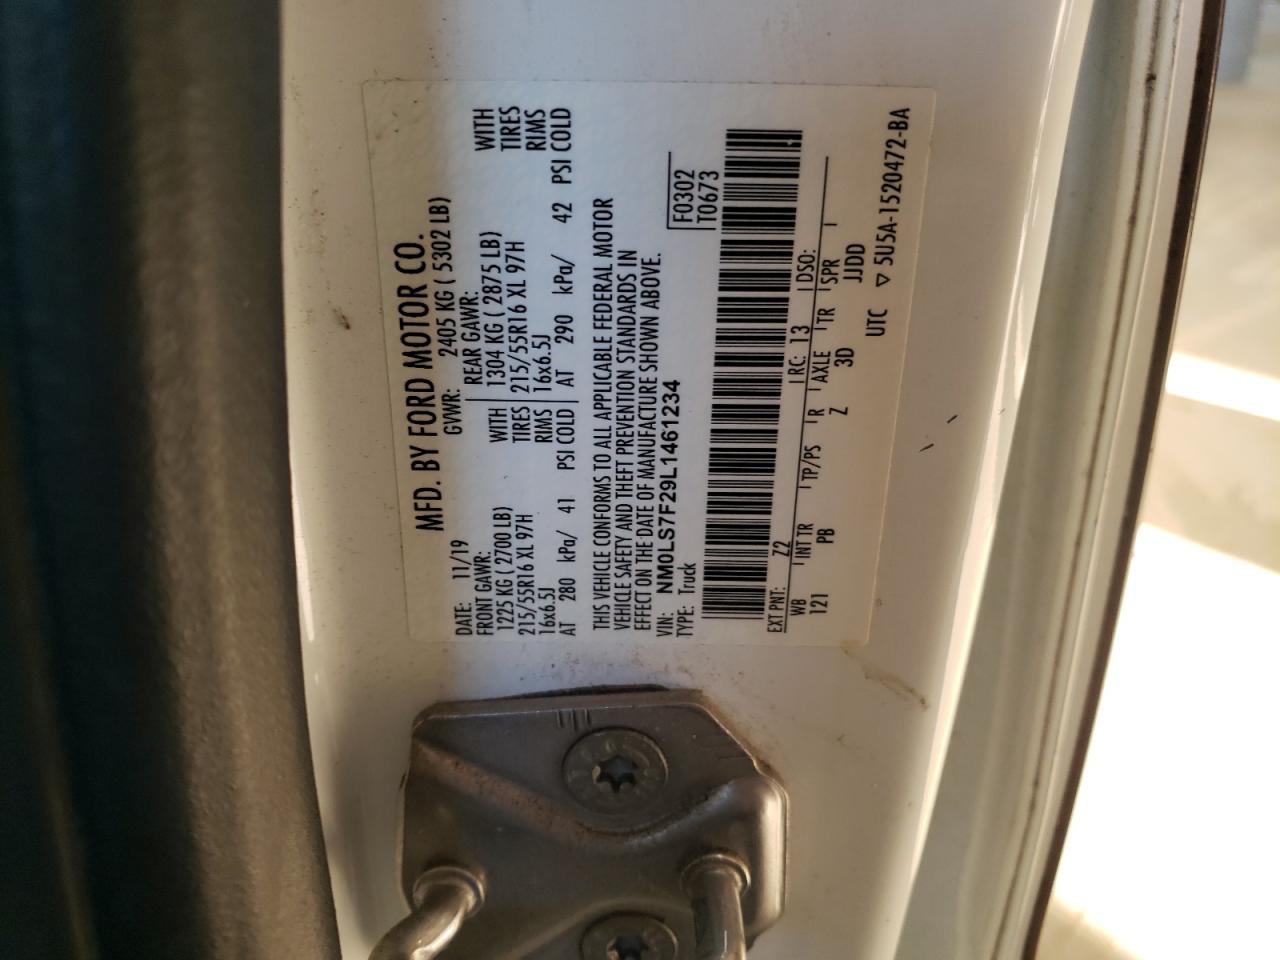 MFD. BY FORD MOTOR CO.
DATE: 11/19 GVWR: 2405 KG ( 5302 LB)
FRONT GAWR: REAR GAWR:
1225 KG ( 2700 LB) WITH 1304 KG ( 2875 LB) WITH
215/55R16 XL 97H TIRES 215/55R16 XL 97H TIRES
16x6.5J RIMS 16x6.5J RIMS
AT 280 kPa/ 41 PSI COLD AT 290 kPa/ 42 PSI COLD
THIS VEHICLE CONFORMS TO ALL APPLICABLE FEDERAL MOTOR
VEHICLE SAFETY AND THEFT PREVENTION STANDARDS IN
EFFECT ON THE DATE OF MANUFACTURE SHOWN ABOVE.
VIN: NM0LS7F29L1461234 F0302
TYPE: Truck T0673
EXT PNT: Z2 RC: 13 DSO:
WB INT TR TP/PS R AXLE TR SPR
121 PB Z 3D JJDD
UTC ▽ 5U5A-1520472-BA